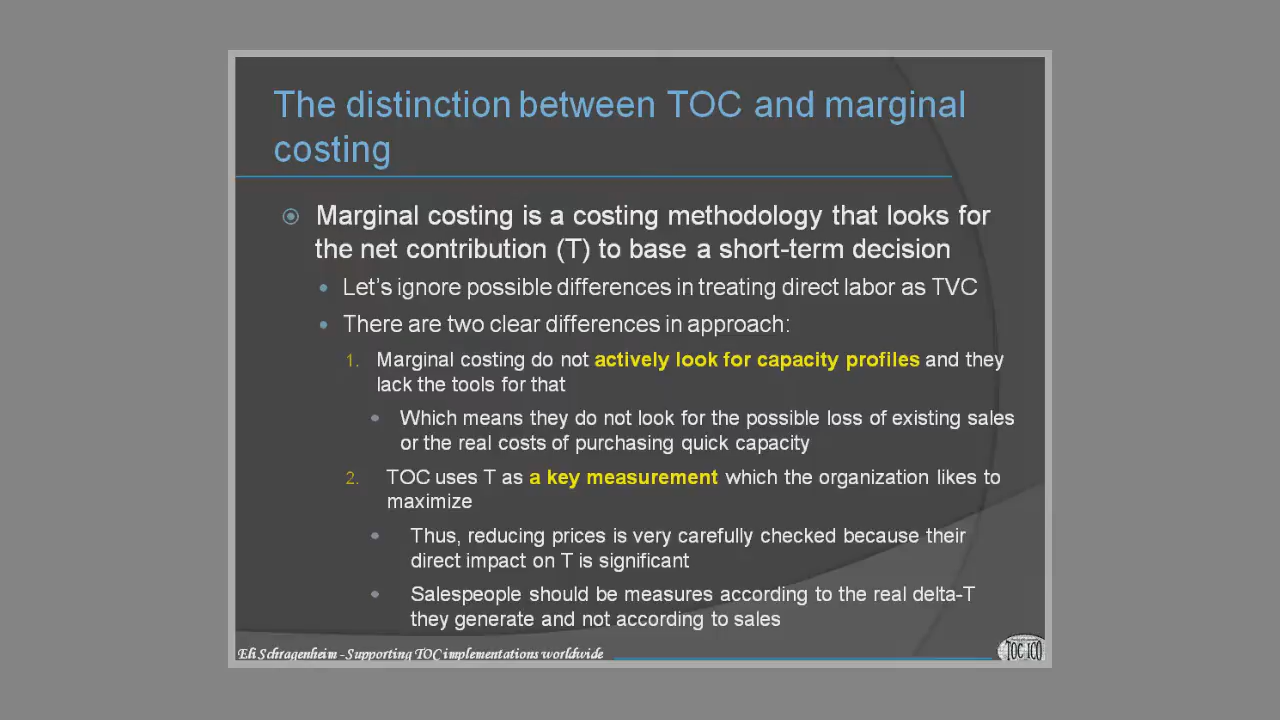 The distinction between TOC and marginal
costing
Marginal costing is a costing methodology that looks for
the net contribution (T) to base a short-term decision
Let's ignore possible differences in treating direct labor as TVC
There are two clear differences in approach:
1. Marginal costing do not actively look for capacity profiles and they
lack the tools for that
Which means they do not look for the possible loss of existing sales
or the real costs of purchasing quick capacity
2. TOC uses T as a key measurement which the organization likes to
maximize
Thus, reducing prices is very carefully checked because their
direct impact on T is significant
Salespeople should be measures according to the real delta-T
they generate and not according to sales
Eli Schragenheim -Supporting TOC implementations worldwide
TOC ICO